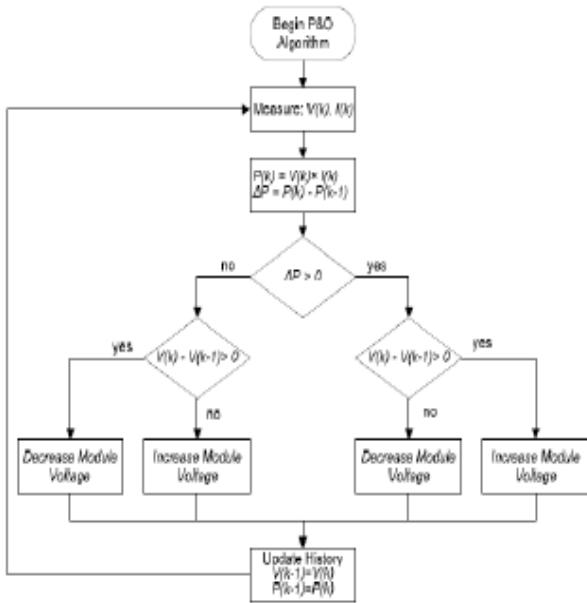 Begin P&O
Algorithm
Measure: V(k), I(k)
P(k) = V(k)* I(k)
ΔP = P(k) - P(k-1)
no
ΔP > 0
yes
yes
V(k) - V(k-1)> 0
V(k) - V(k-1)> 0
yes
no
no
Decrease Module
Voltage
Increase Module
Voltage
Decrease Module
Voltage
Increase Module
Voltage
Update History
V(k-1)=V(k)
P(k-1)=P(k)